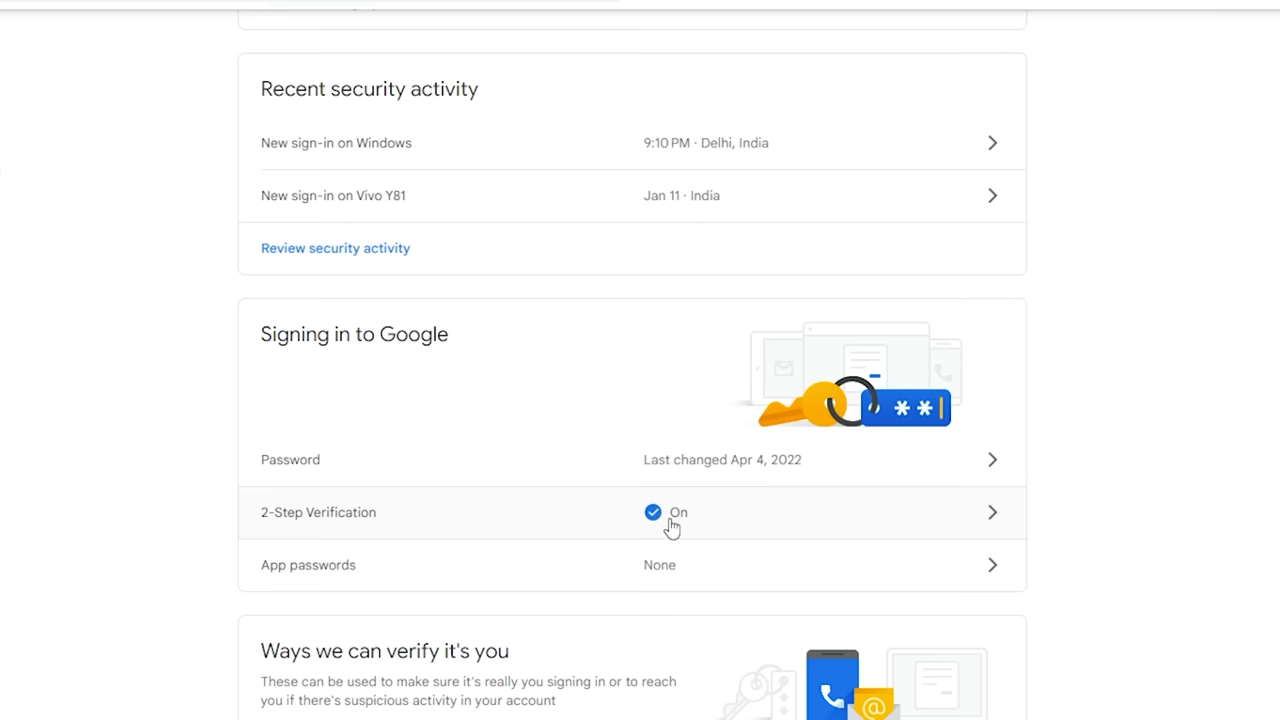 Recent security activity
New sign-in on Windows 9:10 PM · Delhi, India
New sign-in on Vivo Y81 Jan 11 · India
Review security activity
Signing in to Google
Password Last changed Apr 4, 2022
2-Step Verification On
App passwords None
Ways we can verify it's you
These can be used to make sure it's really you signing in or to reach
you if there's suspicious activity in your account